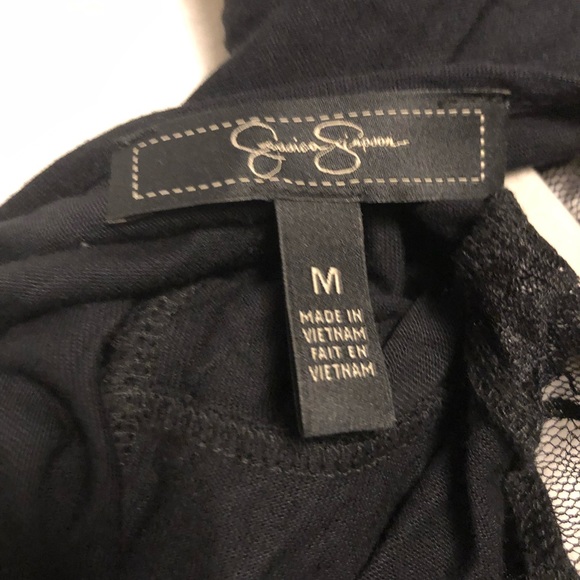 Jessica Simpson
M
MADE IN
VIETNAM
FAIT EN
VIETNAM